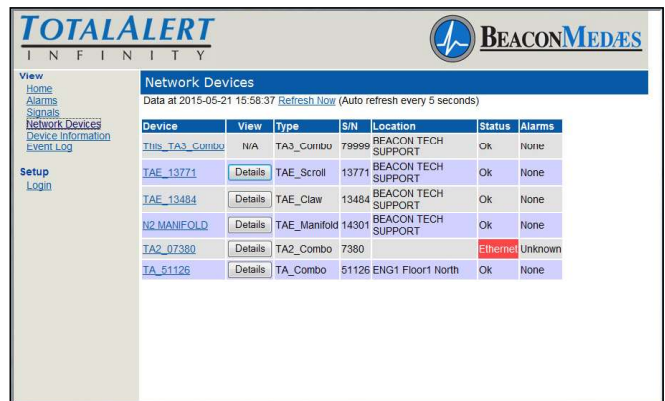 TOTALALERT
INFINITY
BEACONMEDÆS
View
Home
Alarms
Signals
Network Devices
Device Information
Event Log
Setup
Login
Network Devices
Data at 2015-05-21 15:58:37 Refresh Now (Auto refresh every 5 seconds)
Device View Type S/N Location Status Alarms
This_TA3_Combo N/A TA3_Combo 79999 BEACON TECH SUPPORT Ok None
TAE_13771 Details TAE_Scroll 13771 BEACON TECH SUPPORT Ok None
TAE_13484 Details TAE_Claw 13484 BEACON TECH SUPPORT Ok None
N2 MANIFOLD Details TAE_Manifold 14301 BEACON TECH SUPPORT Ok None
TA2_07380 Details TA2_Combo 7380 Ethernet Unknown
TA_51126 Details TA_Combo 51126 ENG1 Floor1 North Ok None